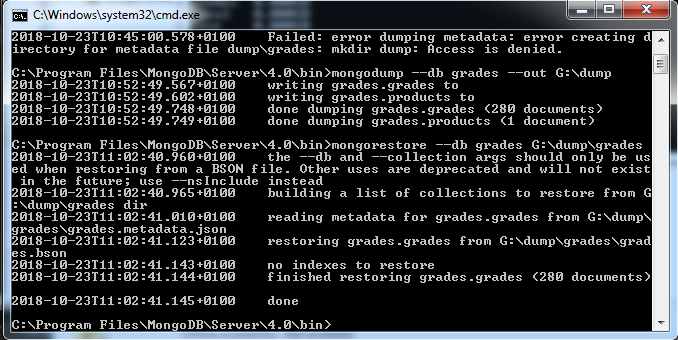 C:\Windows\system32\cmd.exe
2018-10-23T10:45:00.578+0100    Failed: error dumping metadata: error creating d
irectory for metadata file dump\grades: mkdir dump: Access is denied.
C:\Program Files\MongoDB\Server\4.0\bin>mongodump --db grades --out G:\dump
2018-10-23T10:52:49.567+0100    writing grades.grades to
2018-10-23T10:52:49.602+0100    writing grades.products to
2018-10-23T10:52:49.748+0100    done dumping grades.grades (280 documents)
2018-10-23T10:52:49.749+0100    done dumping grades.products (1 document)
C:\Program Files\MongoDB\Server\4.0\bin>mongorestore --db grades G:\dump\grades
2018-10-23T11:02:40.960+0100    the --db and --collection args should only be us
ed when restoring from a BSON file. Other uses are deprecated and will not exist
in the future; use --nsInclude instead
2018-10-23T11:02:40.965+0100    building a list of collections to restore from G
:\dump\grades dir
2018-10-23T11:02:41.010+0100    reading metadata for grades.grades from G:\dump\
grades\grades.metadata.json
2018-10-23T11:02:41.123+0100    restoring grades.grades from G:\dump\grades\grad
es.bson
2018-10-23T11:02:41.143+0100    no indexes to restore
2018-10-23T11:02:41.144+0100    finished restoring grades.grades (280 documents)
2018-10-23T11:02:41.145+0100    done
C:\Program Files\MongoDB\Server\4.0\bin>